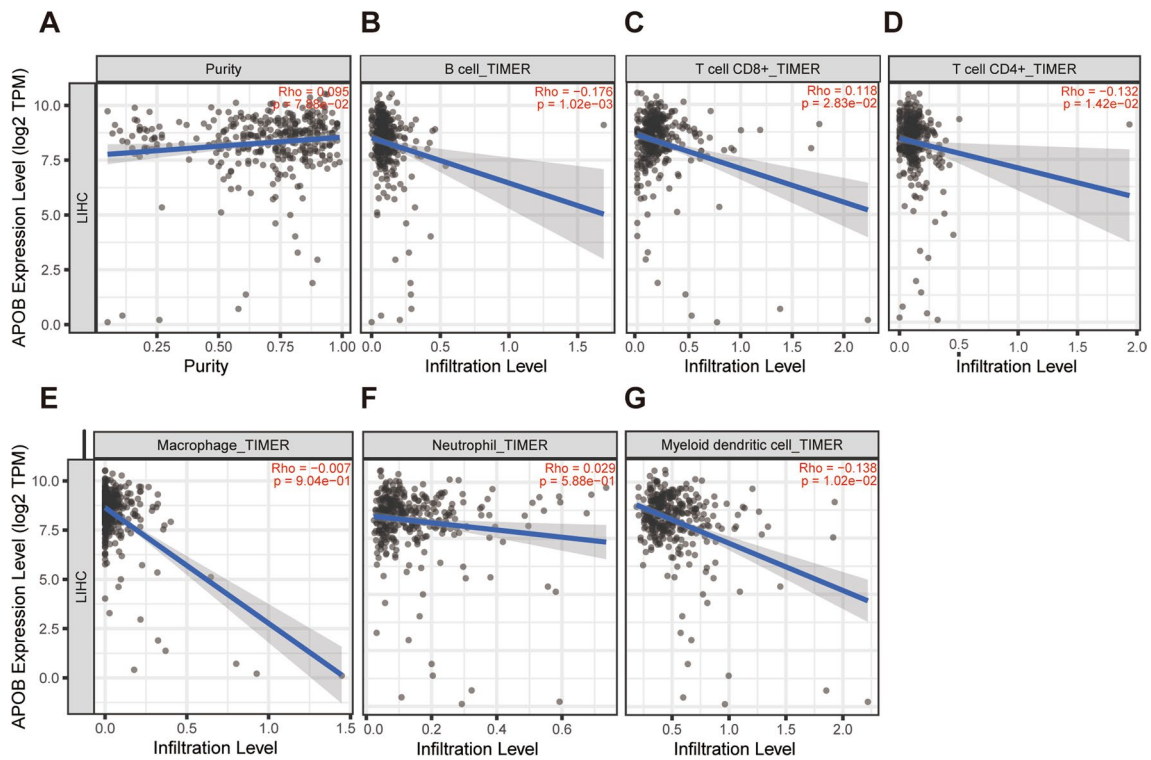 A
B
C
D
Purity
B cell_TIMER
T cell CD8+_TIMER
T cell CD4+_TIMER
APOB Expression Level (log2 TPM)
LIHC
Rho = 0.095
Rho = −0.176
p = 1.02e−03
Rho = 0.118
p = 2.83e−02
Rho = −0.132
p = 1.42e−02
10.0
7.5
5.0
2.5
0.0
0.25 0.50 0.75 1.00
0.0 0.5 1.0 1.5
0.0 0.5 1.0 1.5 2.0
0.0 0.5 1.0 1.5 2.0
Purity
Infiltration Level
Infiltration Level
Infiltration Level
E
F
G
Macrophage_TIMER
Neutrophil_TIMER
Myeloid dendritic cell_TIMER
APOB Expression Level (log2 TPM)
LIHC
Rho = −0.007
p = 9.04e−01
Rho = 0.029
p = 5.88e−01
Rho = −0.138
p = 1.02e−02
10.0
7.5
5.0
2.5
0.0
0.0 0.5 1.0 1.5
0.0 0.2 0.4 0.6
0.5 1.0 1.5 2.0
Infiltration Level
Infiltration Level
Infiltration Level